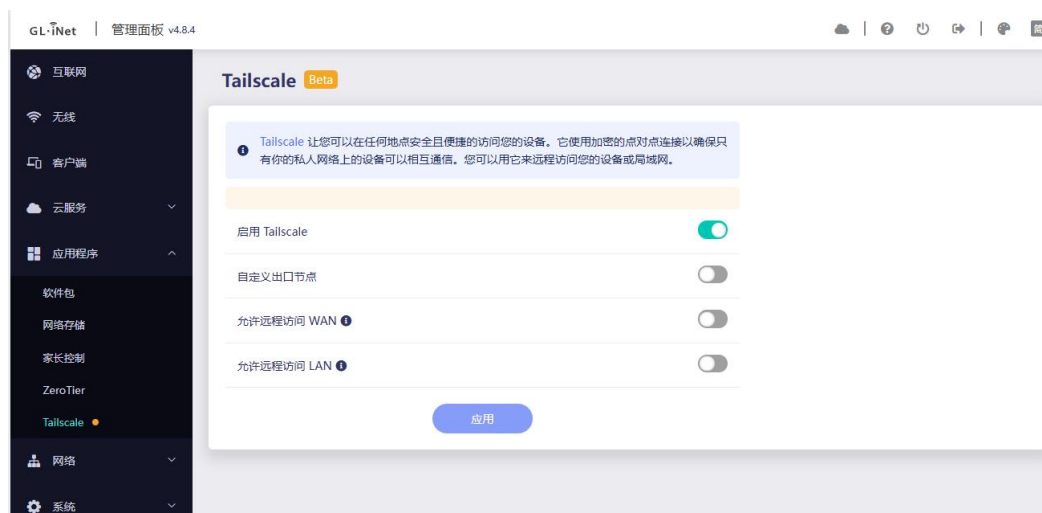 GL·iNet | 管理面板 v4.8.4
简
互联网
无线
客户端
云服务
应用程序
软件包
网络存储
家长控制
ZeroTier
Tailscale
网络
系统
Tailscale Beta
Tailscale 让您可以在任何地点安全且便捷的访问您的设备。它使用加密的点对点连接以确保只
有你的私人网络上的设备可以相互通信。您可以用它来远程访问您的设备或局域网。
启用 Tailscale
自定义出口节点
允许远程访问 WAN
允许远程访问 LAN
应用